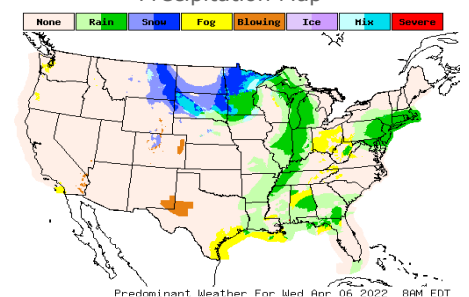 Precipitation Map
None Rain Snow Fog Blowing Ice Mix Severe
Predominant Weather For Wed Apr 06 2022 8AM EDT